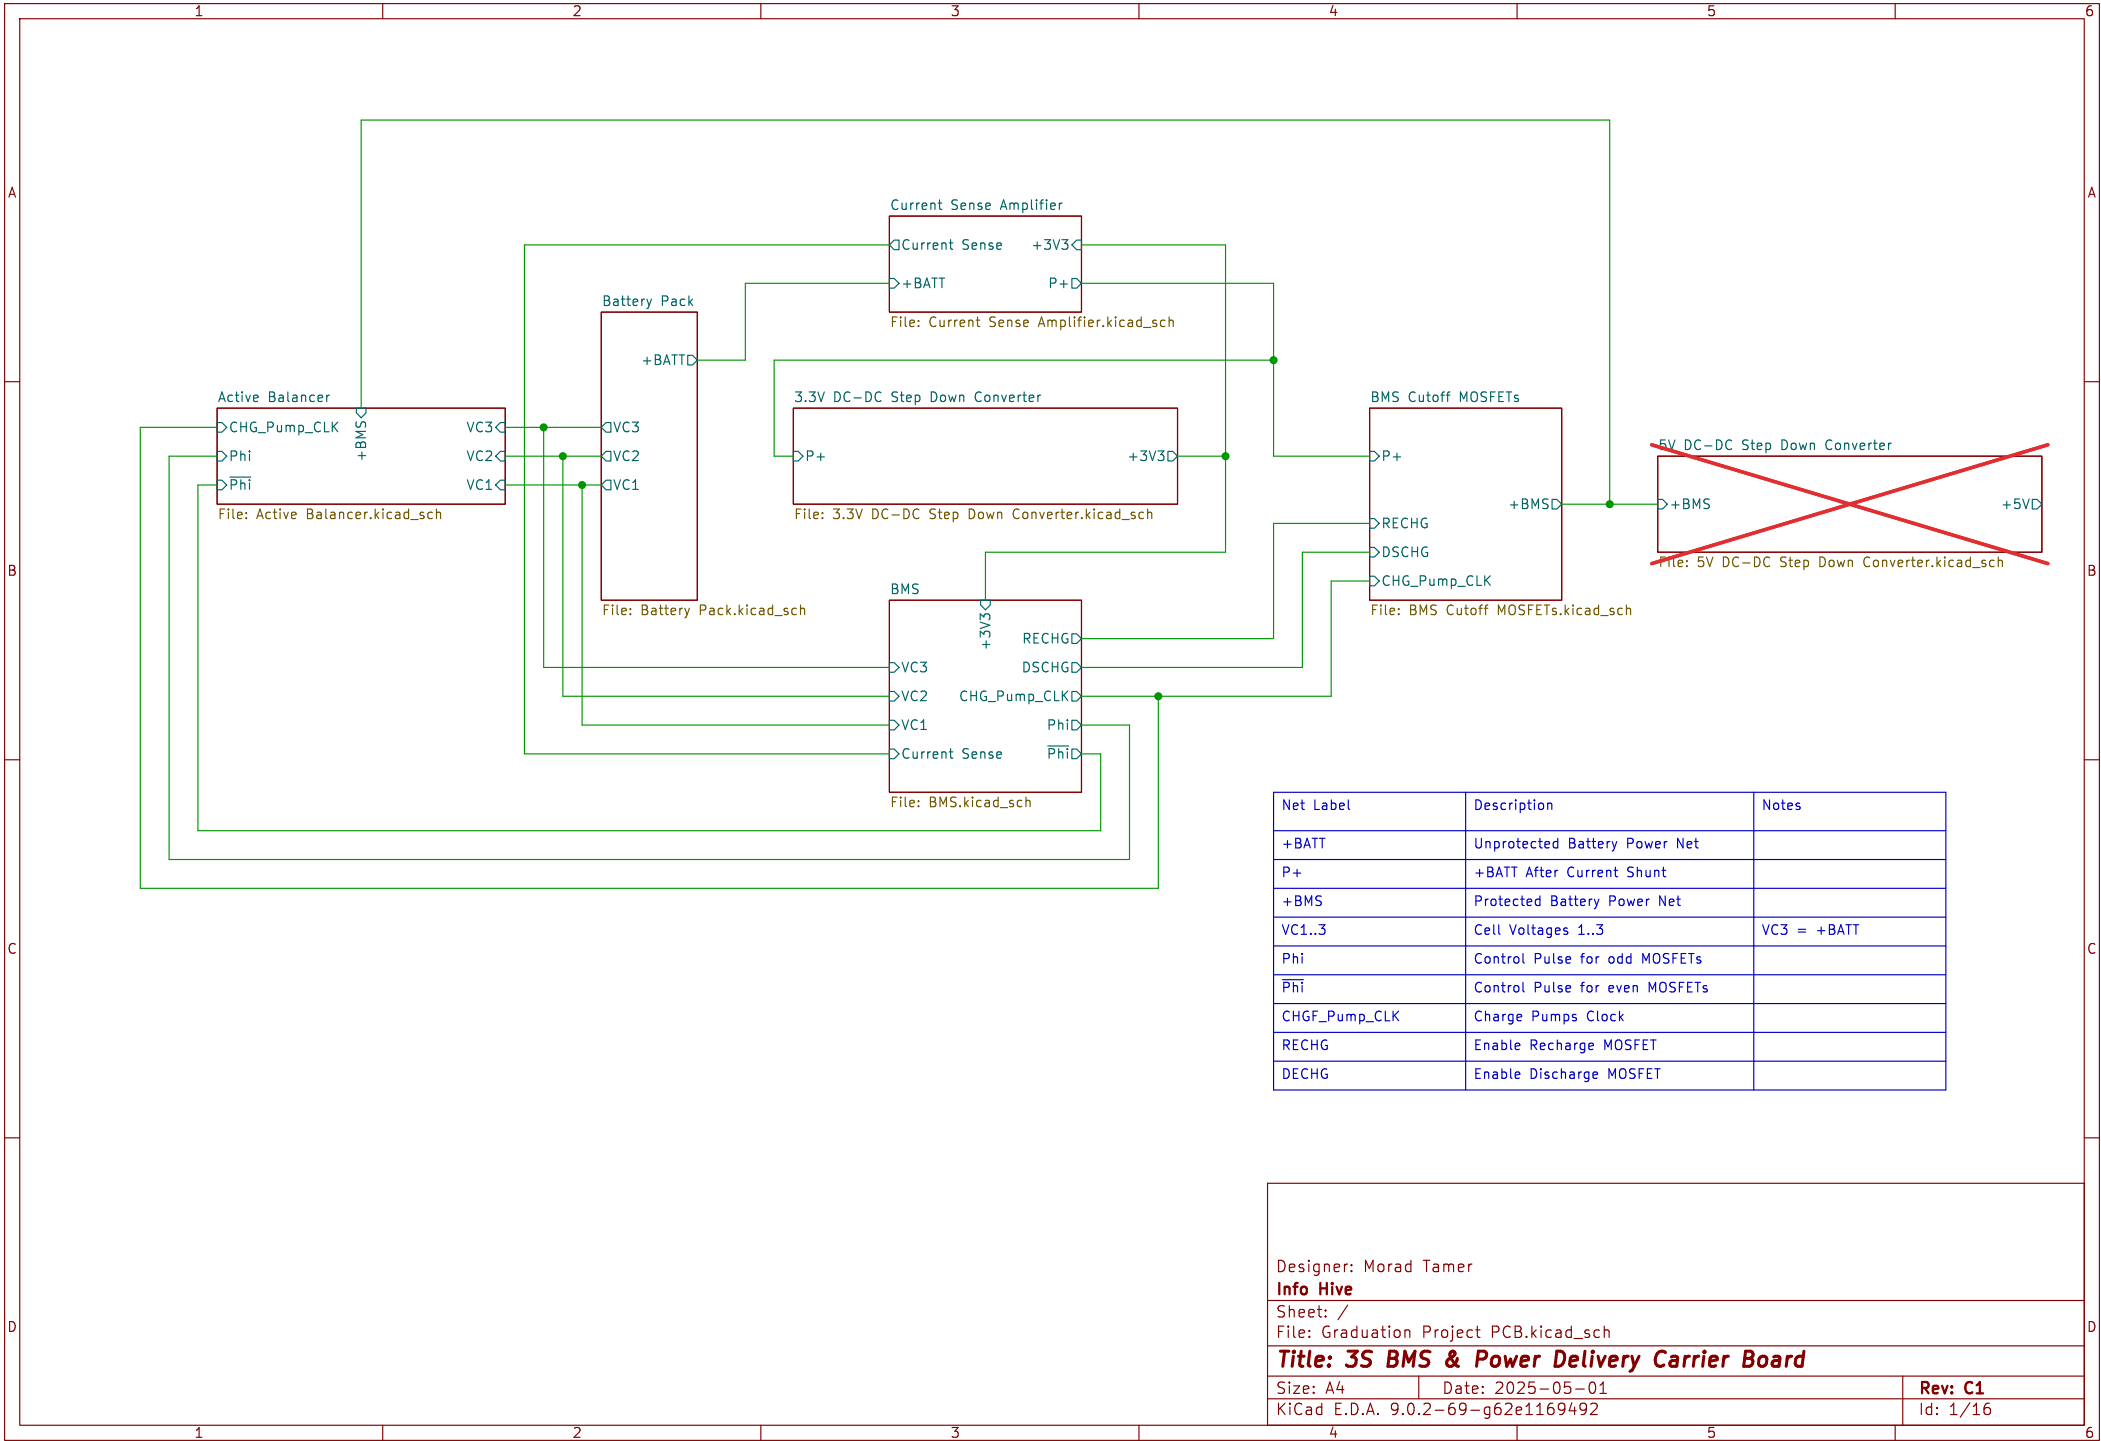 1 2 3 4 5 6
A A
B B
C C
D D
Current Sense Amplifier
Current Sense +3V3
+BATT P+
File: Current Sense Amplifier.kicad_sch
Battery Pack
+BATT
VC3
VC2
VC1
File: Battery Pack.kicad_sch
Active Balancer
CHG_Pump_CLK +BMS VC3
Phi VC2
P̅h̅i̅ VC1
File: Active Balancer.kicad_sch
3.3V DC-DC Step Down Converter
P+ +3V3
File: 3.3V DC-DC Step Down Converter.kicad_sch
BMS Cutoff MOSFETs
P+
+BMS
RECHG
DSCHG
CHG_Pump_CLK
File: BMS Cutoff MOSFETs.kicad_sch
5V DC-DC Step Down Converter
+BMS +5V
File: 5V DC-DC Step Down Converter.kicad_sch
BMS
+3V3
RECHG
VC3 DSCHG
VC2 CHG_Pump_CLK
VC1 Phi
Current Sense P̅h̅i̅
File: BMS.kicad_sch
Net Label Description Notes
+BATT Unprotected Battery Power Net
P+ +BATT After Current Shunt
+BMS Protected Battery Power Net
VC1..3 Cell Voltages 1..3 VC3 = +BATT
Phi Control Pulse for odd MOSFETs
P̅h̅i̅ Control Pulse for even MOSFETs
CHGF_Pump_CLK Charge Pumps Clock
RECHG Enable Recharge MOSFET
DECHG Enable Discharge MOSFET
Designer: Morad Tamer
Info Hive
Sheet: /
File: Graduation Project PCB.kicad_sch
Title: 3S BMS & Power Delivery Carrier Board
Size: A4 Date: 2025-05-01 Rev: C1
KiCad E.D.A. 9.0.2-69-g62e1169492 Id: 1/16
1 2 3 4 5 6